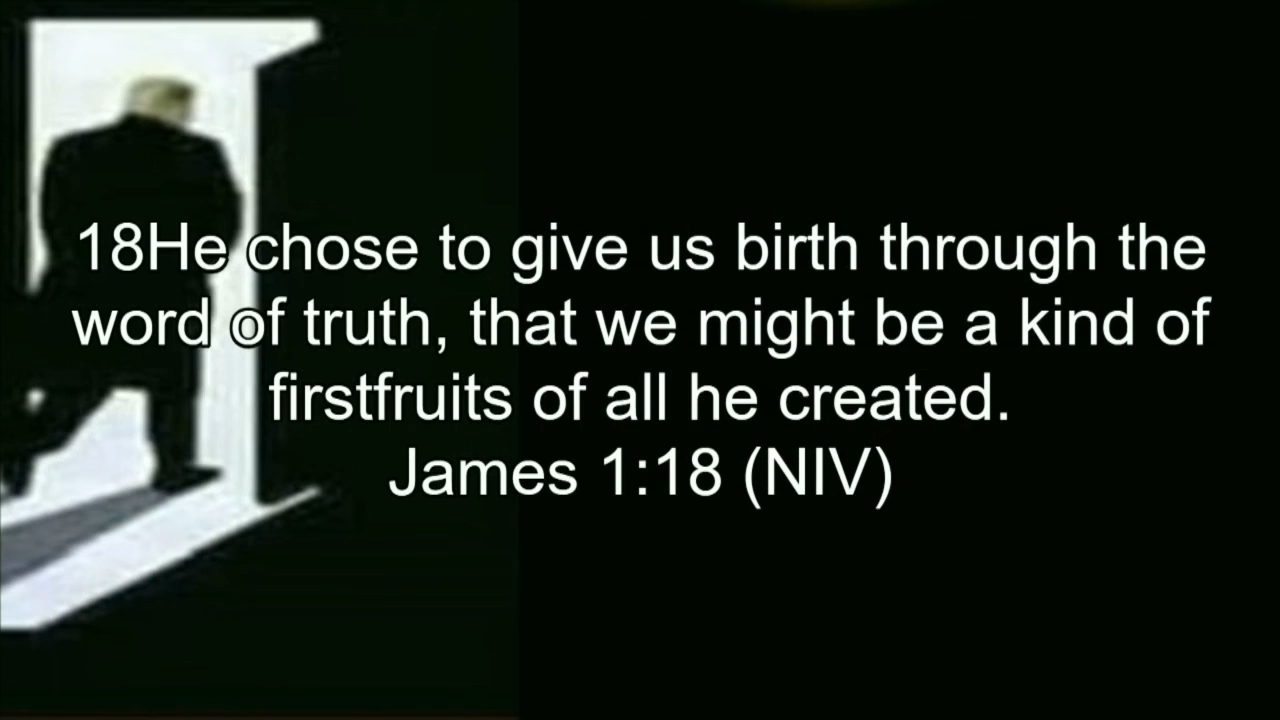 18He chose to give us birth through the
word of truth, that we might be a kind of
firstfruits of all he created.
James 1:18 (NIV)